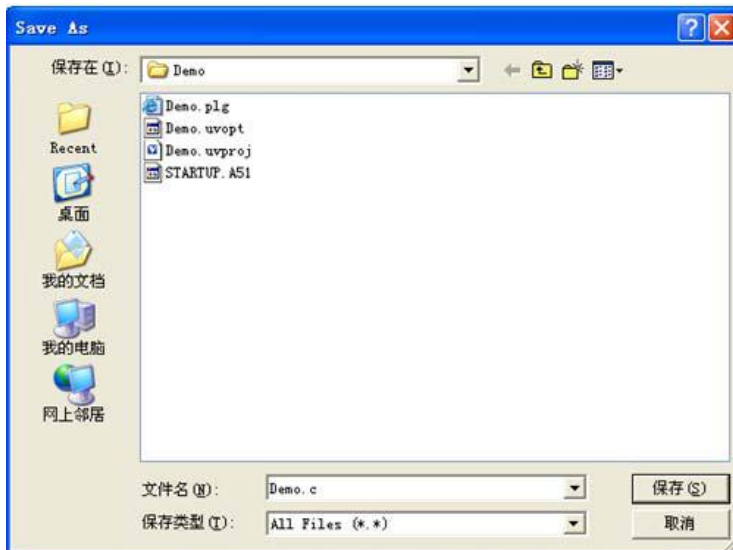 Save As
保存在(I):
Demo
Demo.plg
Demo.uvopt
Demo.uvproj
STARTUP.A51
Recent
桌面
我的文档
我的电脑
网上邻居
文件名(N):
Demo.c
保存(S)
保存类型(T):
All Files (*.*)
取消